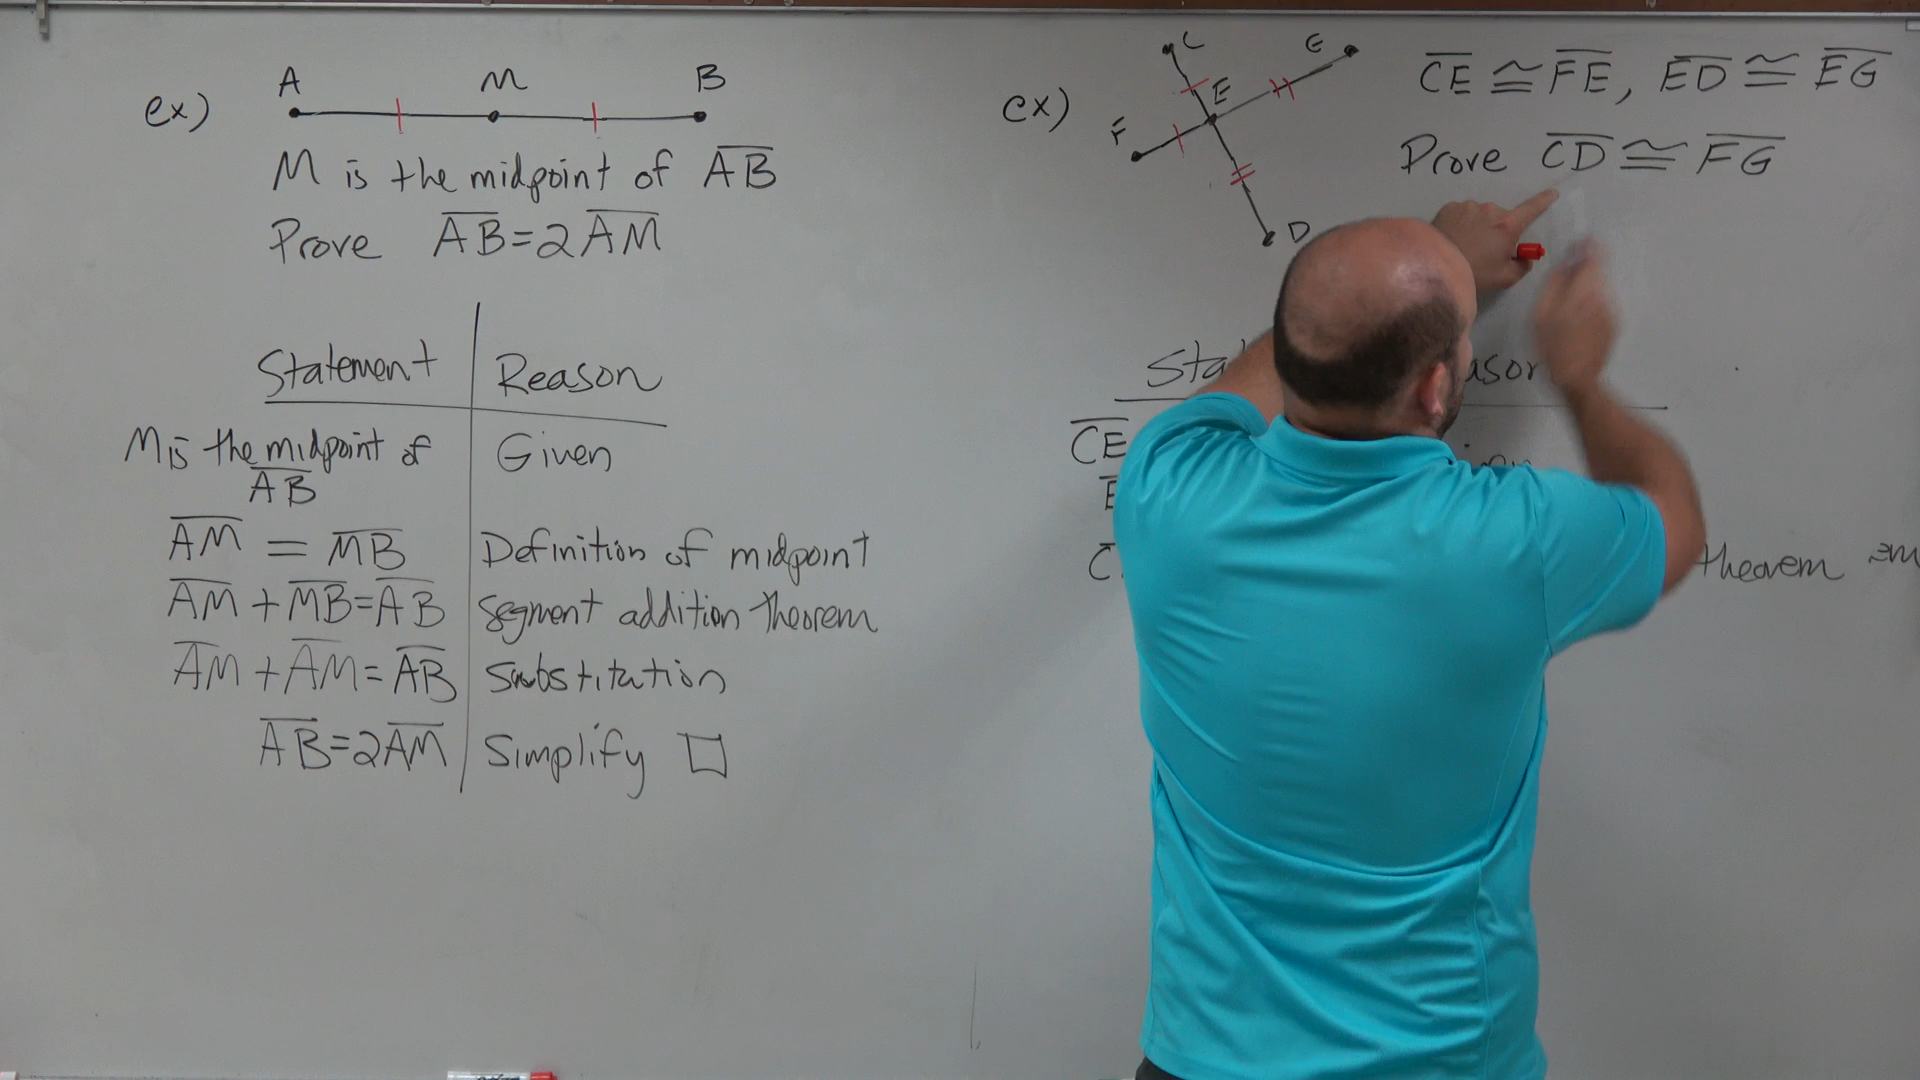 ex) A M B
M is the midpoint of AB
Prove AB=2AM
Statement Reason
M is the midpoint of AB Given
AM = MB Definition of midpoint
AM + MB = AB Segment addition theorem
AM + AM = AB Substitution
AB=2AM Simplify □
ex) C G
E
F
D
CE ≅ FE, ED ≅ EG
Prove CD ≅ FG
CE
theorem